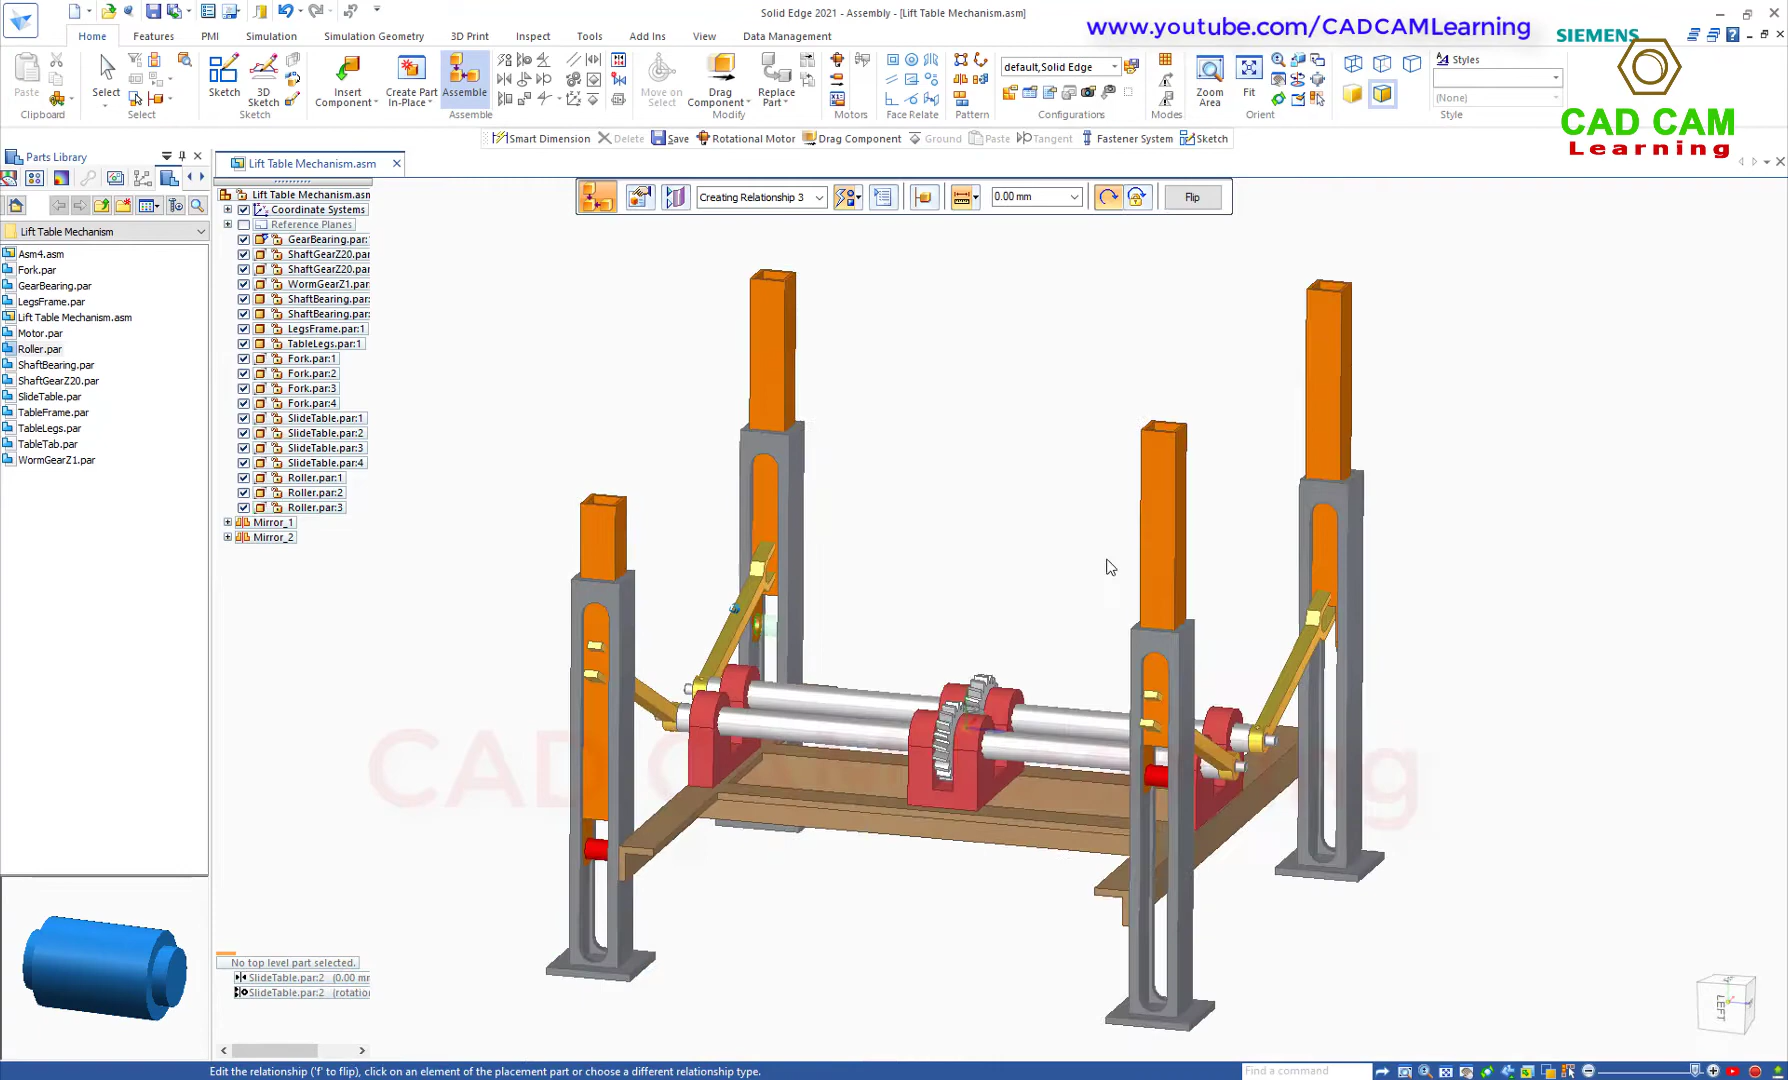 Solid Edge 2021 - Assembly - [Lift Table Mechanism.asm]
www.youtube.com/CADCAMLearning
SIEMENS
Home
Features
PMI
Simulation
Simulation Geometry
3D Print
Inspect
Tools
Add Ins
View
Data Management
Paste
Clipboard
Select
Select
Sketch
3D Sketch
Sketch
Insert Component
Create Part In-Place
Assemble
Assemble
Move on Select
Drag Component
Replace Part
Modify
Motors
Face Relate
Pattern
default,Solid Edge
Configurations
Modes
Zoom Area
Fit
Orient
Styles
(None)
Style
CAD CAM
Learning
Smart Dimension
Delete
Save
Rotational Motor
Drag Component
Ground
Paste
Tangent
Fastener System
Sketch
Parts Library
Lift Table Mechanism.asm
Creating Relationship 3
0.00 mm
Flip
Lift Table Mechanism
Asm4.asm
Fork.par
GearBearing.par
LegsFrame.par
Lift Table Mechanism.asm
Motor.par
Roller.par
ShaftBearing.par
ShaftGearZ20.par
SlideTable.par
TableFrame.par
TableLegs.par
TableTab.par
WormGearZ1.par
Lift Table Mechanism.asm
Coordinate Systems
Reference Planes
GearBearing.par:
ShaftGearZ20.par
ShaftGearZ20.par
WormGearZ1.par
ShaftBearing.par:
ShaftBearing.par:
LegsFrame.par:1
TableLegs.par:1
Fork.par:1
Fork.par:2
Fork.par:3
Fork.par:4
SlideTable.par:1
SlideTable.par:2
SlideTable.par:3
SlideTable.par:4
Roller.par:1
Roller.par:2
Roller.par:3
Mirror_1
Mirror_2
No top level part selected.
SlideTable.par:2 (0.00 mr
SlideTable.par:2 (rotatio
LEFT
Edit the relationship ('f' to flip), click on an element of the placement part or choose a different relationship type.
Find a command